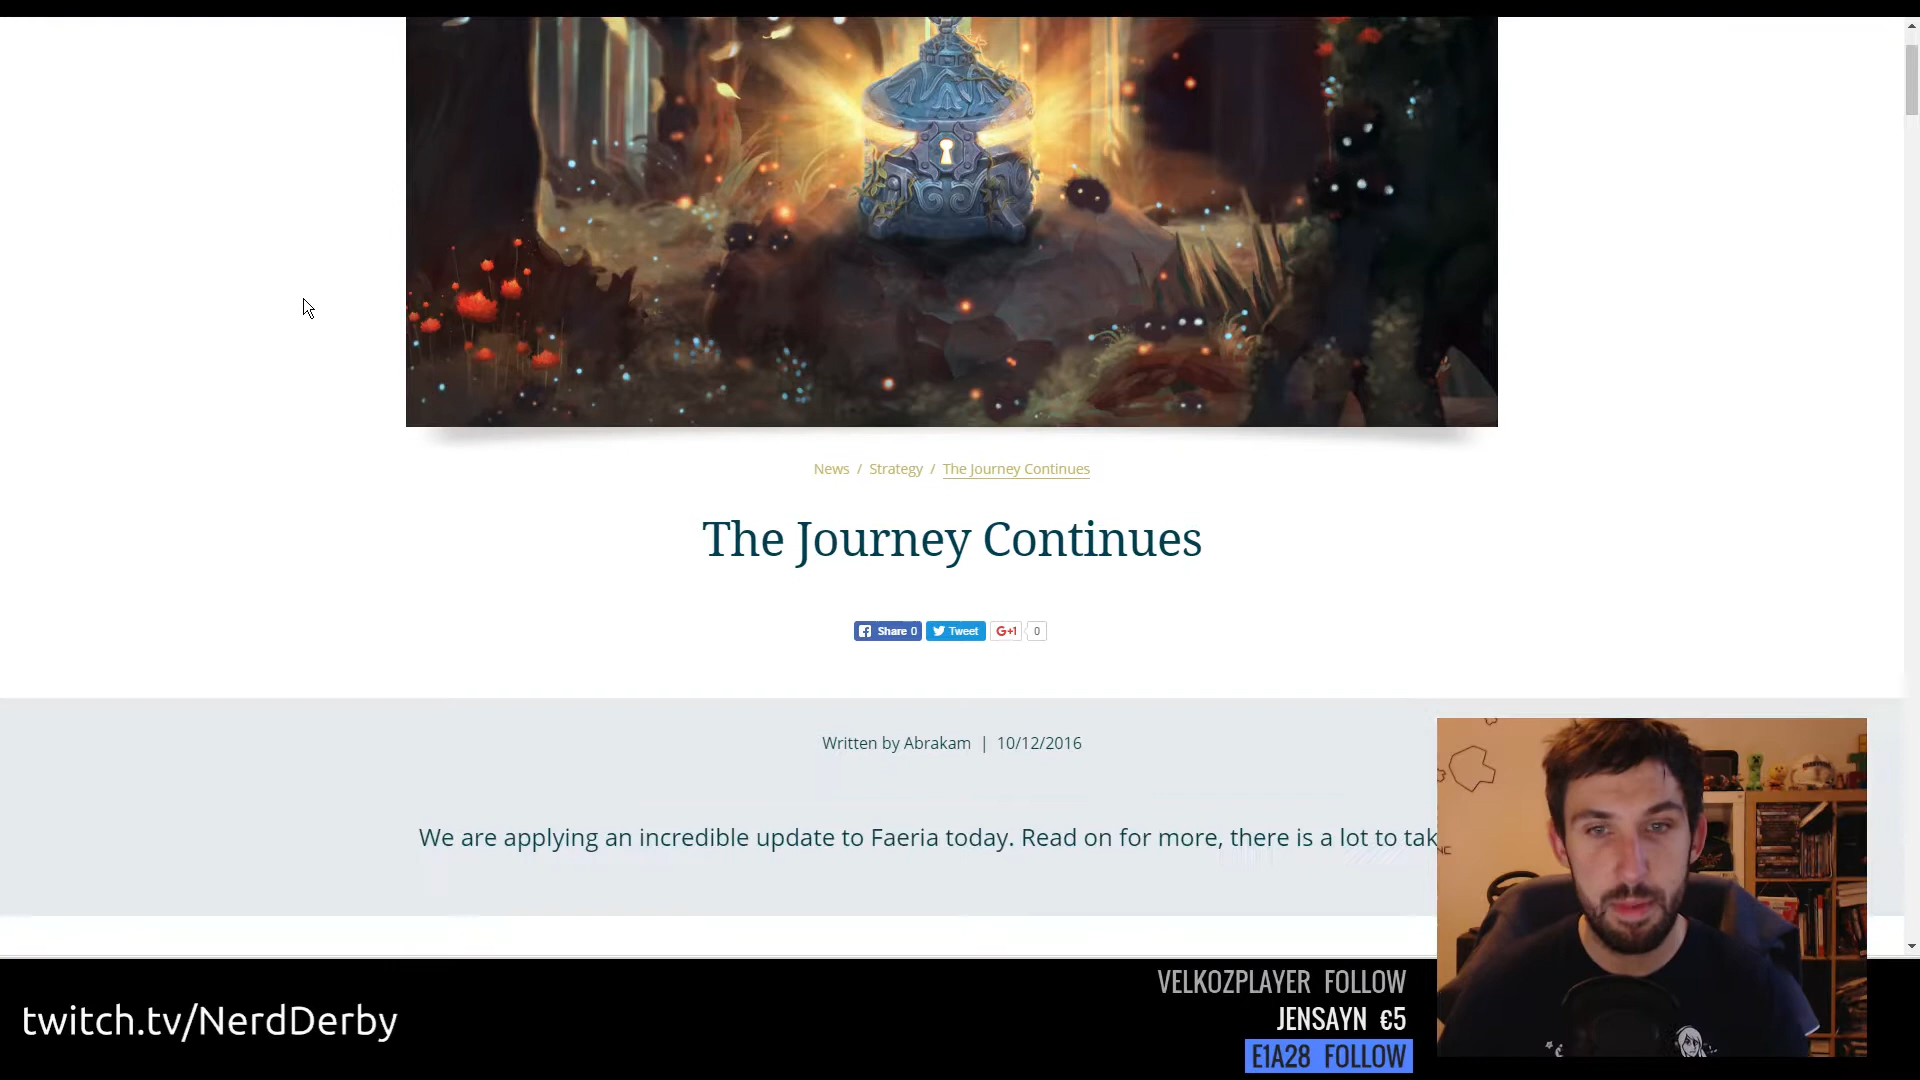 News / Strategy / The Journey Continues
The Journey Continues
Share 0 Tweet G+1 0
Written by Abrakam | 10/12/2016
We are applying an incredible update to Faeria today. Read on for more, there is a lot to tak
twitch.tv/NerdDerby
VELKOZPLAYER FOLLOW
JENSAYN €5
E1A28 FOLLOW